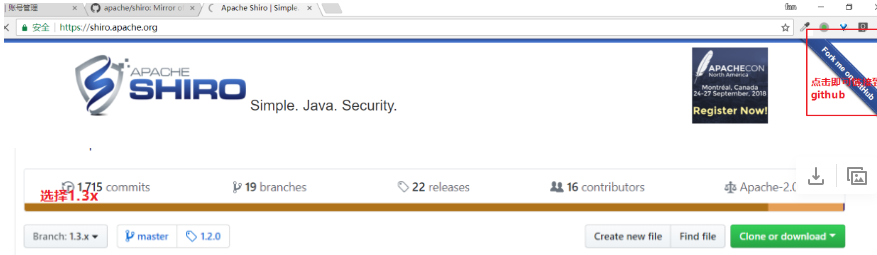 账号管理
apache/shiro: Mirror of
Apache Shiro | Simple.
安全 | https://shiro.apache.org
APACHE
SHIRO
Simple. Java. Security.
APACHECON
North America
Montréal, Canada
24-27 September, 2018
Register Now!
Fork me on GitHub
点击即可
github
1,715 commits
19 branches
22 releases
16 contributors
Apache-2.0
选择1.3x
Branch: 1.3.x
master
1.2.0
Create new file
Find file
Clone or download